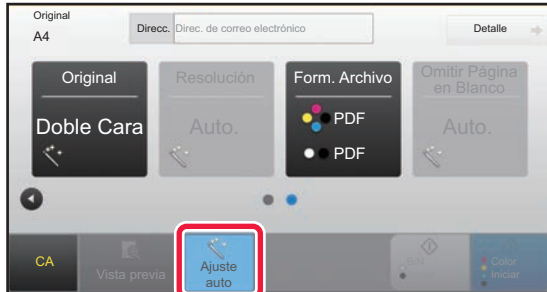 Original
A4
Direcc.
Direc. de correo electrónico
Detalle
Original
Doble Cara
Resolución
Auto.
Form. Archivo
PDF
PDF
Omitir Página
en Blanco
Auto.
CA
Vista previa
Ajuste
auto
B/N
Color
Iniciar